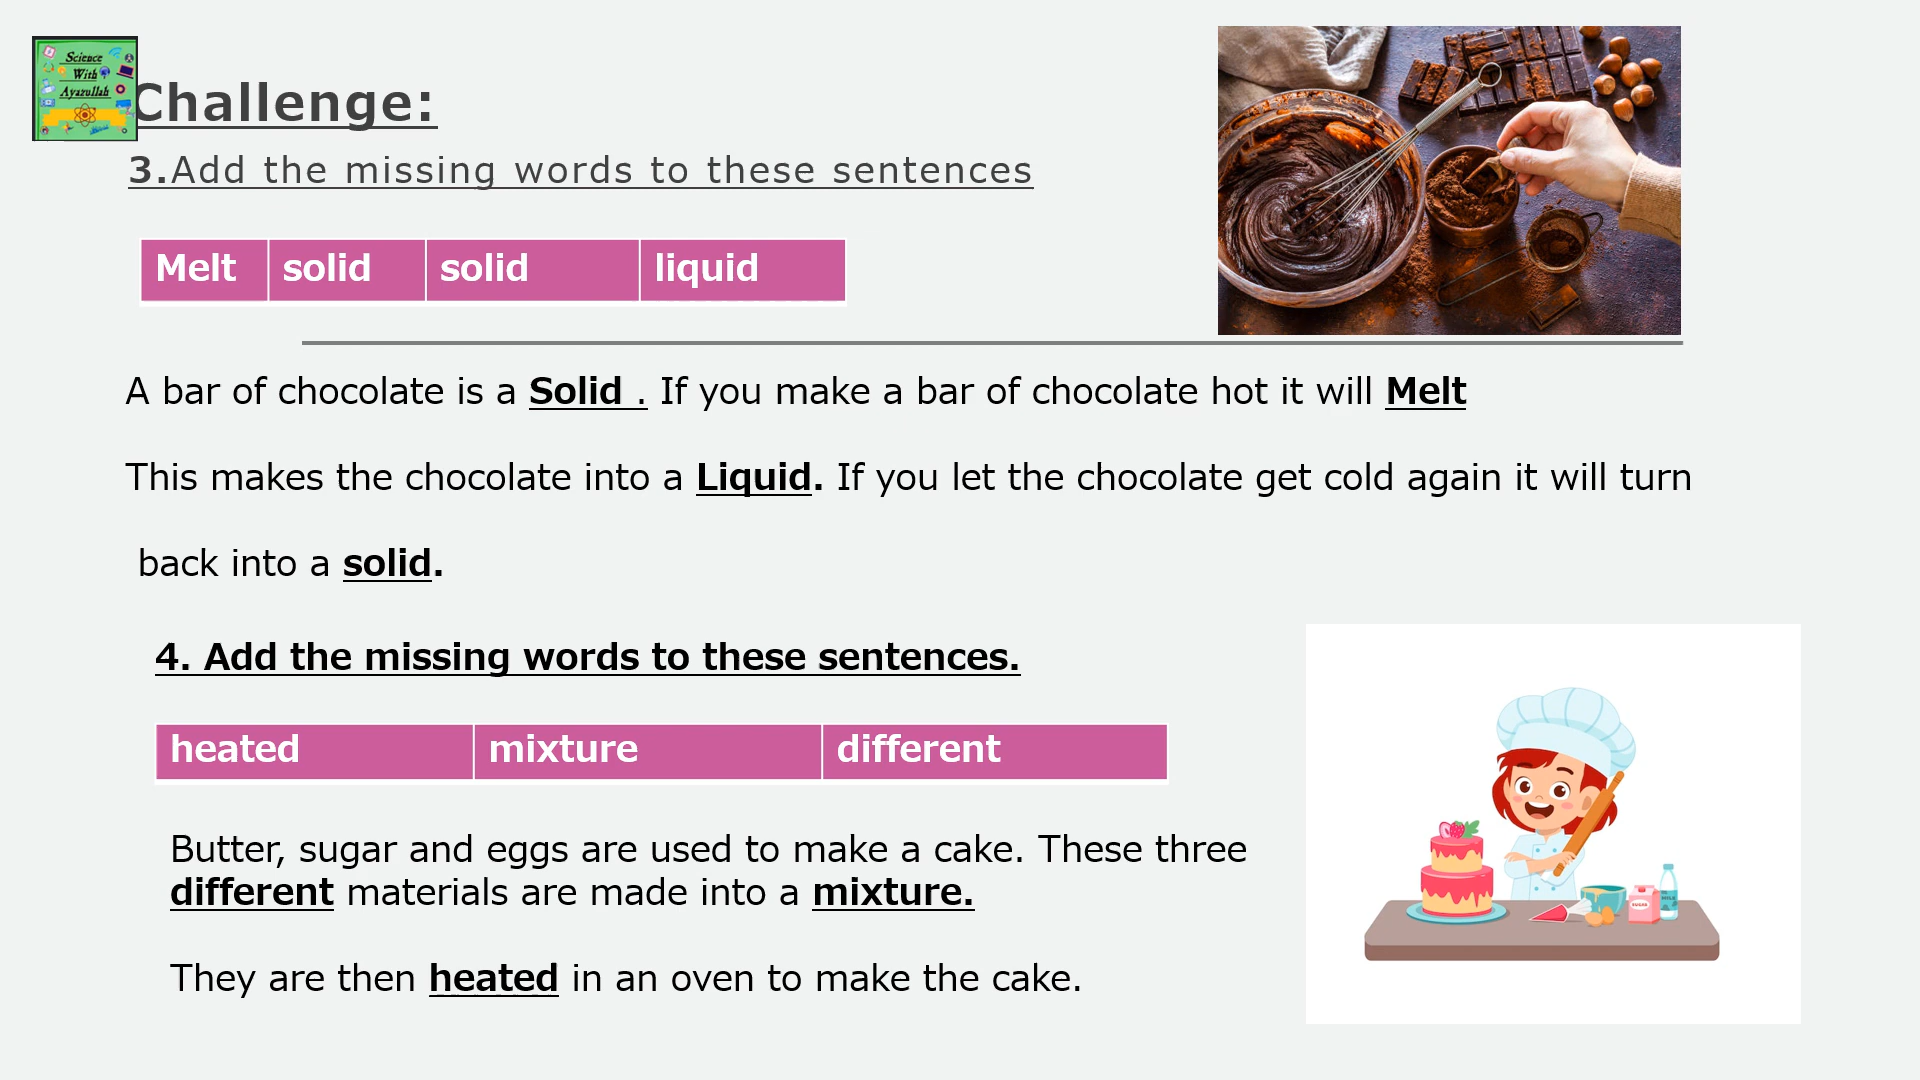 Science
With
Ayazullah
Challenge:
3.Add the missing words to these sentences
Melt solid solid liquid
A bar of chocolate is a Solid . If you make a bar of chocolate hot it will Melt
This makes the chocolate into a Liquid. If you let the chocolate get cold again it will turn
back into a solid.
4. Add the missing words to these sentences.
heated mixture different
Butter, sugar and eggs are used to make a cake. These three
different materials are made into a mixture.
They are then heated in an oven to make the cake.
SUGAR
MILK